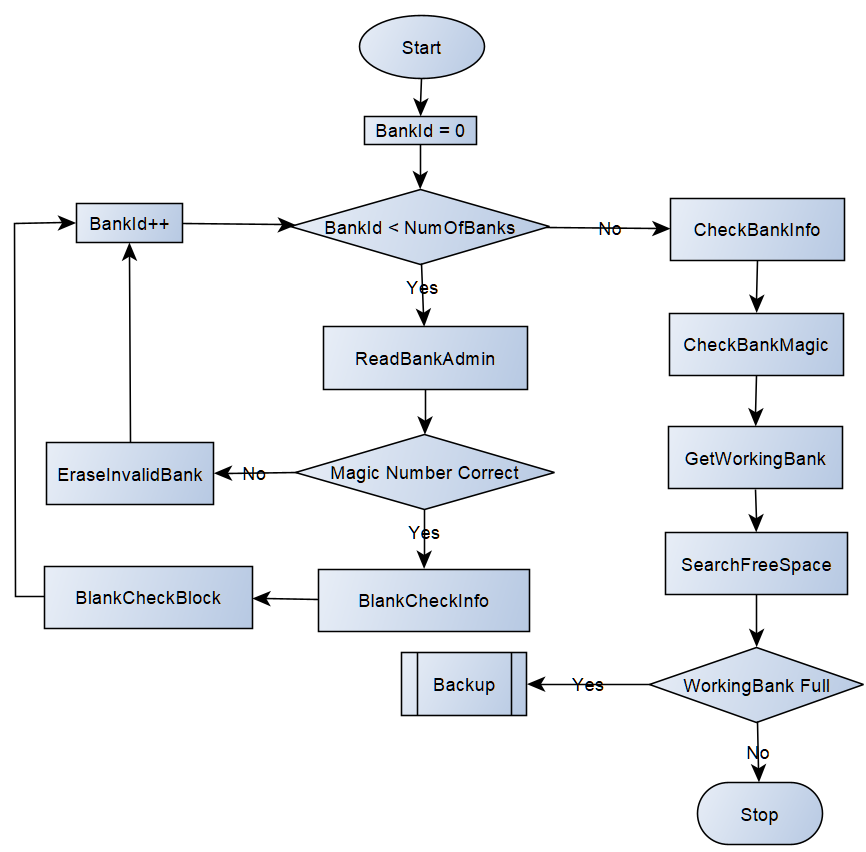 Start
BankId = 0
BankId++
BankId < NumOfBanks
No
CheckBankInfo
Yes
ReadBankAdmin
CheckBankMagic
EraseInvalidBank
No
Magic Number Correct
GetWorkingBank
Yes
SearchFreeSpace
BlankCheckBlock
BlankCheckInfo
Backup
Yes
WorkingBank Full
No
Stop